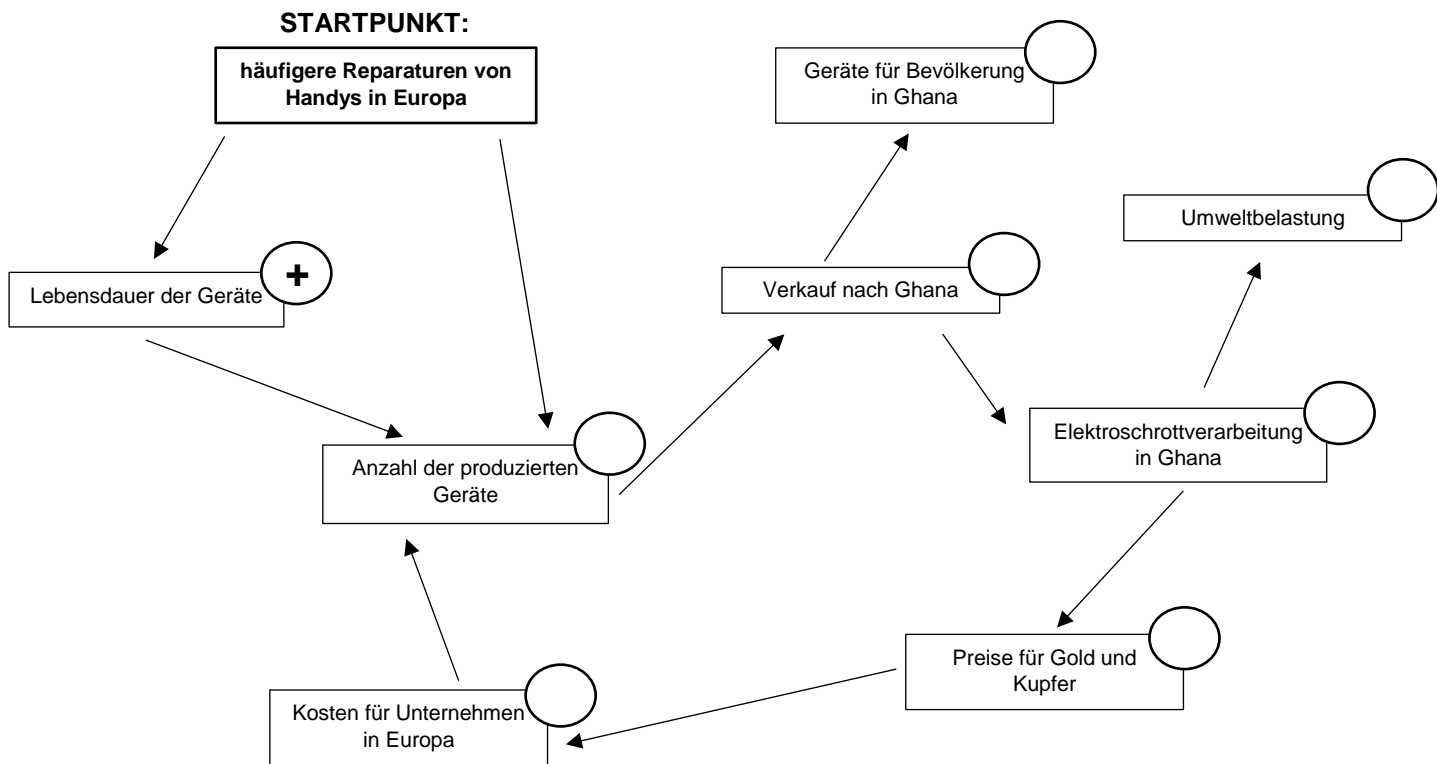 STARTPUNKT:
häufigere Reparaturen von
Handys in Europa
Geräte für Bevölkerung
in Ghana
Umweltbelastung
+
Lebensdauer der Geräte
Verkauf nach Ghana
Elektroschrottverarbeitung
in Ghana
Anzahl der produzierten
Geräte
Preise für Gold und
Kupfer
Kosten für Unternehmen
in Europa